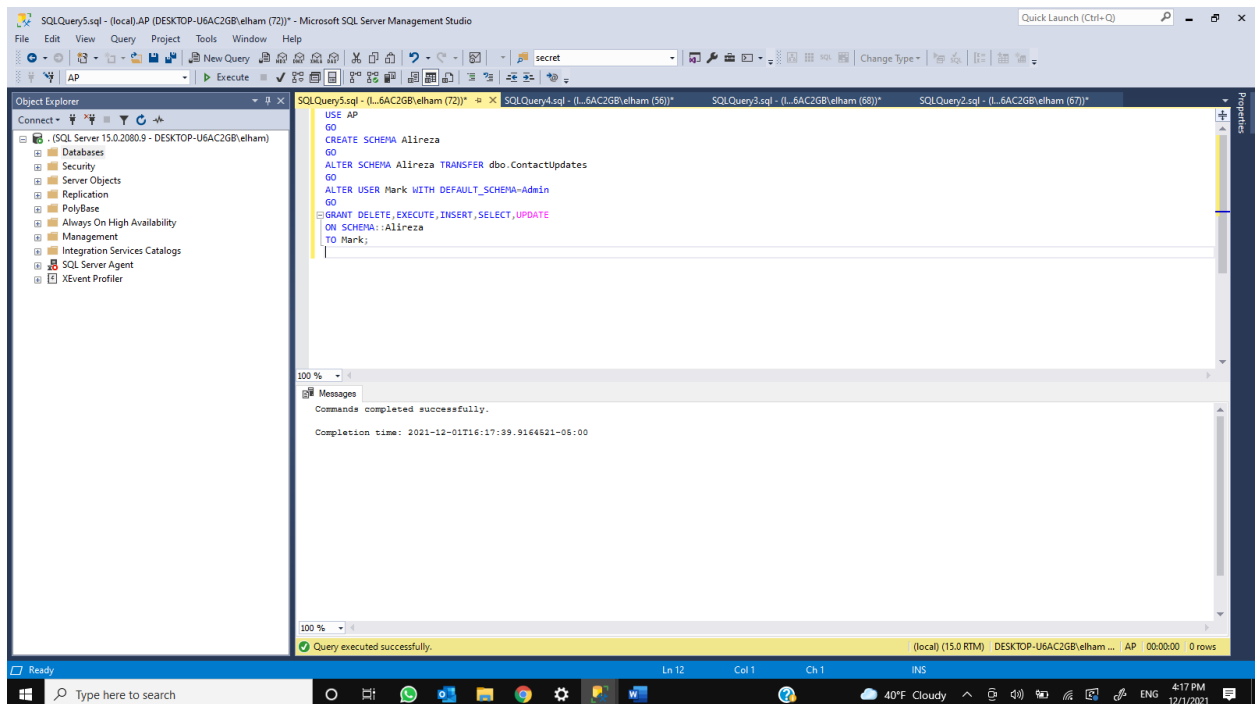 SQLQuery5.sql - (local).AP (DESKTOP-U6AC2GB\elham (72))* - Microsoft SQL Server Management Studio
Quick Launch (Ctrl+Q)
File Edit View Query Project Tools Window Help
New Query
secret
Change Type
AP
Execute
Object Explorer
SQLQuery5.sql - (l...6AC2GB\elham (72))*
SQLQuery4.sql - (l...6AC2GB\elham (56))*
SQLQuery3.sql - (l...6AC2GB\elham (68))*
SQLQuery2.sql - (l...6AC2GB\elham (67))*
Properties
Connect
. (SQL Server 15.0.2080.9 - DESKTOP-U6AC2GB\elham)
Databases
Security
Server Objects
Replication
PolyBase
Always On High Availability
Management
Integration Services Catalogs
SQL Server Agent
XEvent Profiler
USE AP
GO
CREATE SCHEMA Alireza
GO
ALTER SCHEMA Alireza TRANSFER dbo.ContactUpdates
GO
ALTER USER Mark WITH DEFAULT_SCHEMA=Admin
GO
GRANT DELETE,EXECUTE,INSERT,SELECT,UPDATE
ON SCHEMA::Alireza
TO Mark;
100 %
Messages
Commands completed successfully.
Completion time: 2021-12-01T16:17:39.9164521-05:00
100 %
Query executed successfully.
(local) (15.0 RTM)
DESKTOP-U6AC2GB\elham ...
AP
00:00:00
0 rows
Ready
Ln 12
Col 1
Ch 1
INS
Type here to search
40°F Cloudy
ENG
4:17 PM
12/1/2021